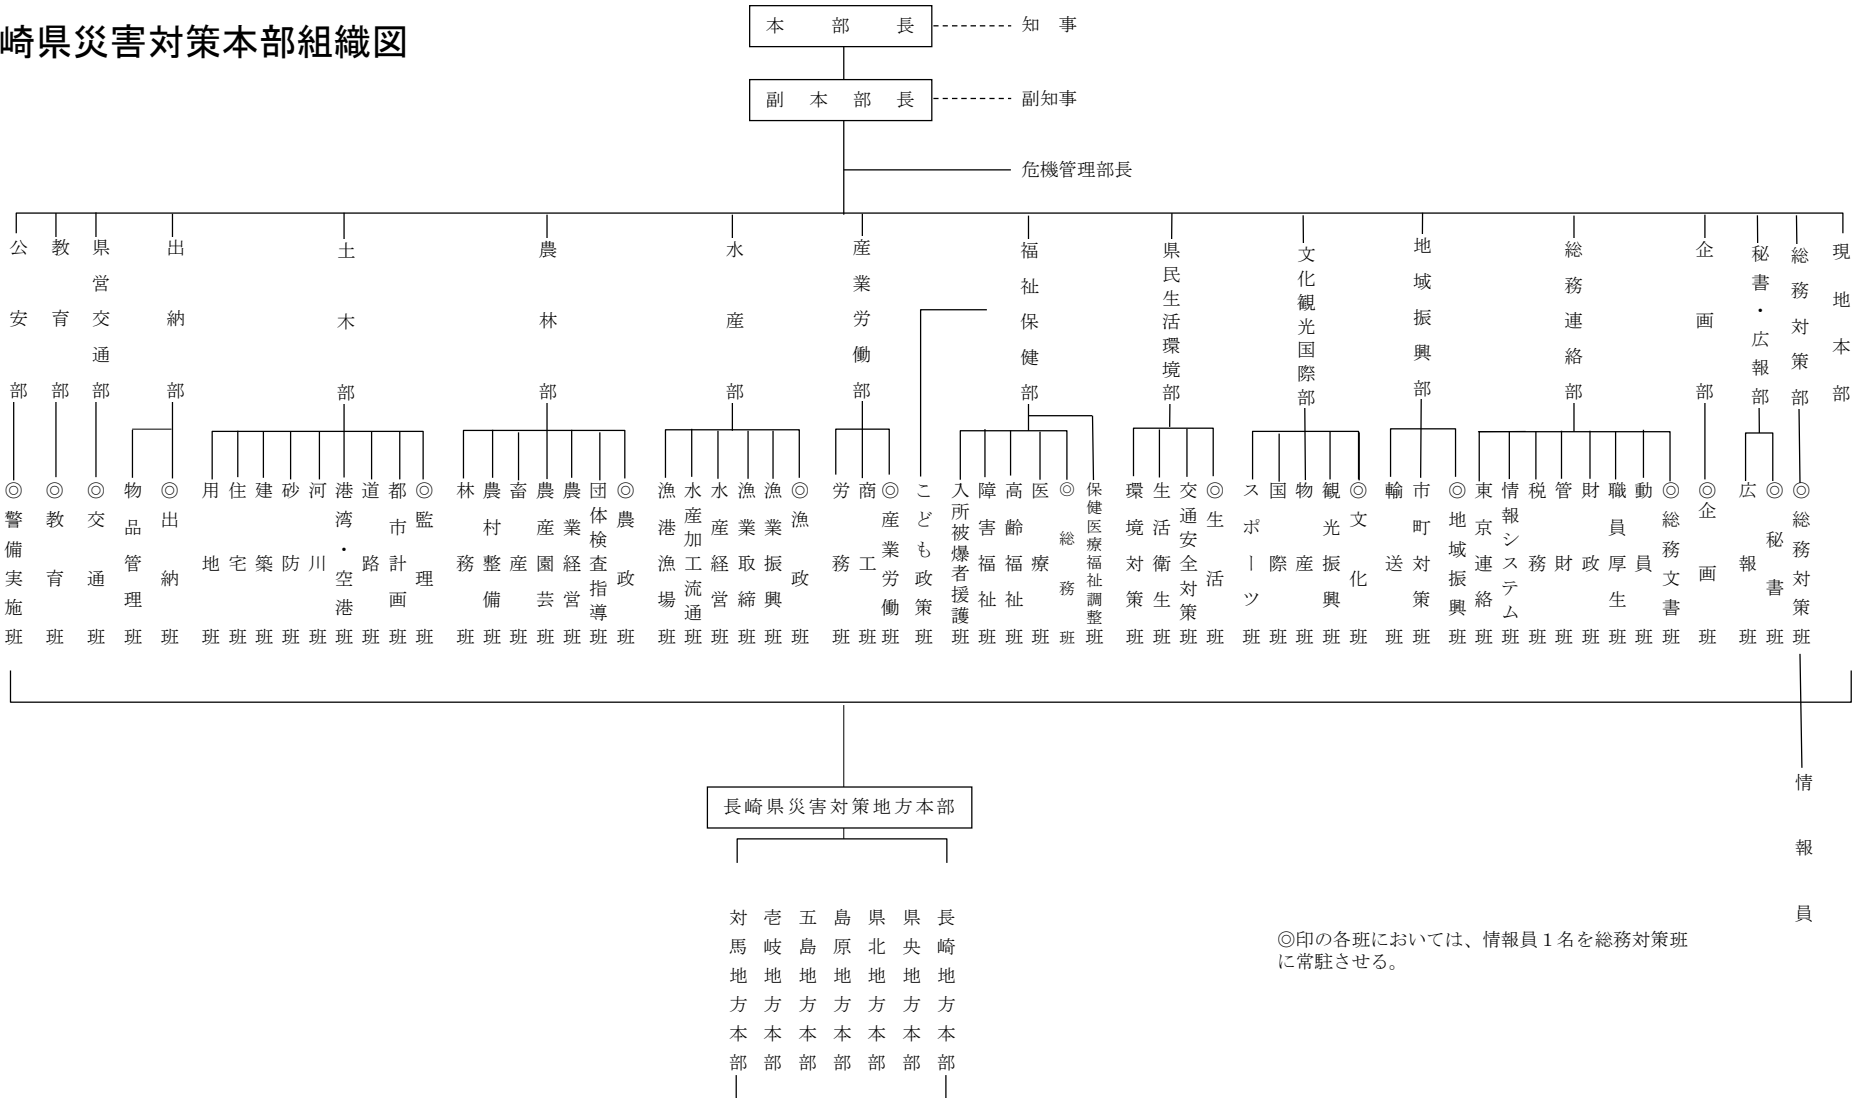 崎県災害対策本部組織図
本部長
知事
副本部長
副知事
危機管理部長
現地本部
総務対策部
秘書・広報部
企画部
総務連絡部
地域振興部
文化観光国際部
県民生活環境部
福祉保健部
産業労働部
水産部
農林部
土木部
出納部
県営交通部
教育部
公安部
◎総務対策班
◎秘書班
広報班
◎企画班
◎総務文書班
動員班
職員厚生班
財政班
管財班
税務班
情報システム班
東京連絡班
◎地域振興班
市町対策班
輸送班
◎文化班
観光振興班
物産班
国際班
スポーツ班
◎生活班
交通安全対策班
生活衛生班
環境対策班
保健医療福祉調整班
◎総務班
医療班
高齢福祉班
障害福祉班
入所被爆者援護班
こども政策班
◎産業労働班
商工班
労務班
◎漁政班
漁業振興班
漁業取締班
水産経営班
水産加工流通班
漁港漁場班
◎農政班
団体検査指導班
農業経営班
農産園芸班
畜産班
農村整備班
林務班
◎監理班
都市計画班
道路班
港湾・空港班
河川班
砂防班
建築班
住宅班
用地班
◎出納班
物品管理班
◎交通班
◎教育班
◎警備実施班
情報員
長崎県災害対策地方本部
長崎地方本部
県央地方本部
県北地方本部
島原地方本部
五島地方本部
壱岐地方本部
対馬地方本部
◎印の各班においては、情報員１名を総務対策班
に常駐させる。